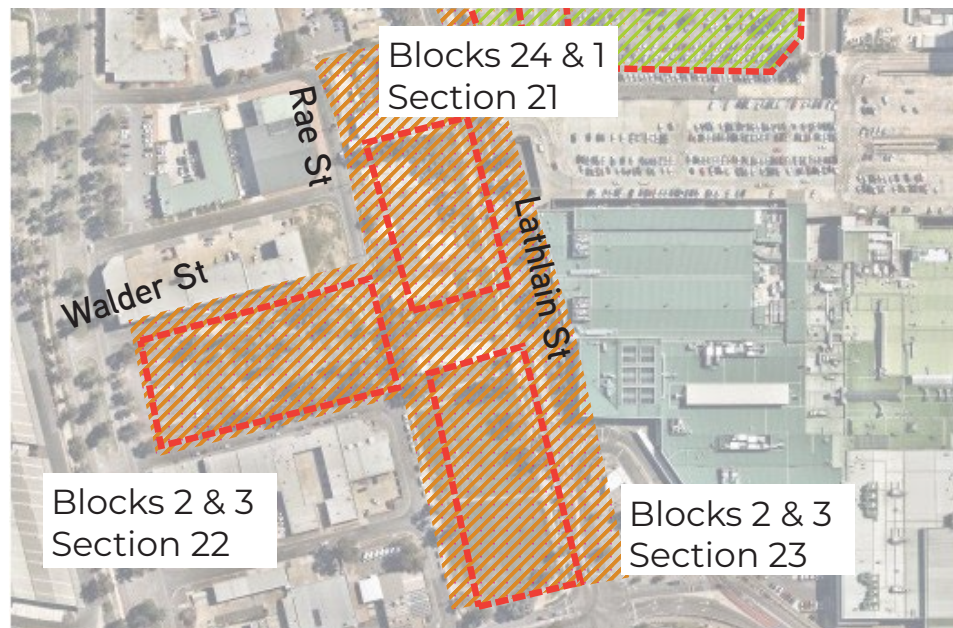 Blocks 24 & 1
Section 21
Rae St
Lathlain St
Walder St
Blocks 2 & 3
Section 22
Blocks 2 & 3
Section 23